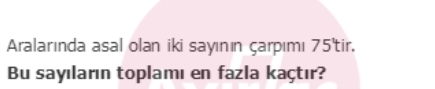 Aralarında asal olan iki sayının çarpımı 75'tir.
Bu sayıların toplamı en fazla kaçtır?